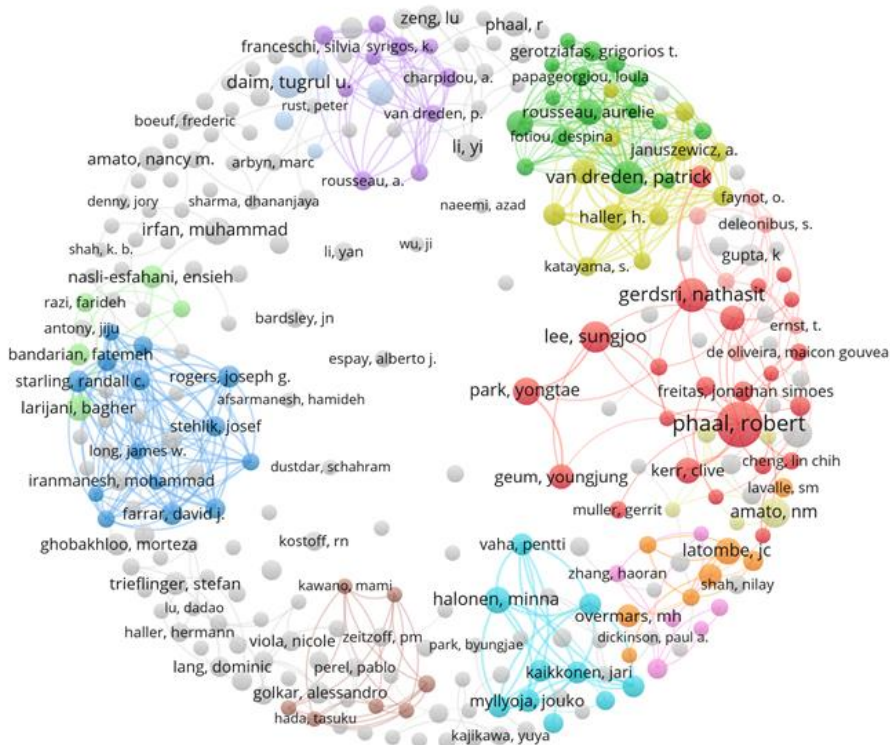 zeng, lu
phaal, r
franceschi, silvia
syrigos, k.
gerotziafas, grigorios t.
daim, tugrul u.
charpidou, a.
papageorgiou, loula
rust, peter
van dreden, p.
rousseau, aurelie
boeuf, frederic
fotiou, despina
li, yi
januszewicz, a.
amato, nancy m.
arbyn, marc
rousseau, a.
van dreden, patrick
denny, jory
sharma, dhananjaya
naeemi, azad
haller, h.
faynot, o.
deleonibus, s.
irfan, muhammad
shah, k. b.
li, yan
wu, ji
gupta, k
nasli-esfahani, ensieh
katayama, s.
razi, farideh
gerdsri, nathasit
antony, jiju
bardsley, jn
lee, sungjoo
ernst, t.
bandarian, fatemeh
espay, alberto j.
de oliveira, maicon gouvea
starling, randall c.
rogers, joseph g.
park, yongtae
freitas, jonathan simoes
larijani, bagher
afsarmanesh, hamideh
stehlik, josef
phaal, robert
long, james w.
dustdar, schahram
geum, youngjung
kerr, clive
cheng, lin chih
iranmanesh, mohammad
lavalle, sm
farrar, david j.
muller, gerrit
amato, nm
ghobakhloo, morteza
kostoff, rn
vaha, pentti
latombe, jc
trieflinger, stefan
kawano, mami
zhang, haoran
shah, nilay
lu, dadao
halonen, minna
overmars, mh
haller, hermann
viola, nicole
zeitzoff, pm
park, byungjae
dickinson, paul a.
lang, dominic
perel, pablo
kaikkonen, jari
golkar, alessandro
myllyoja, jouko
hada, tasuku
kajikawa, yuya